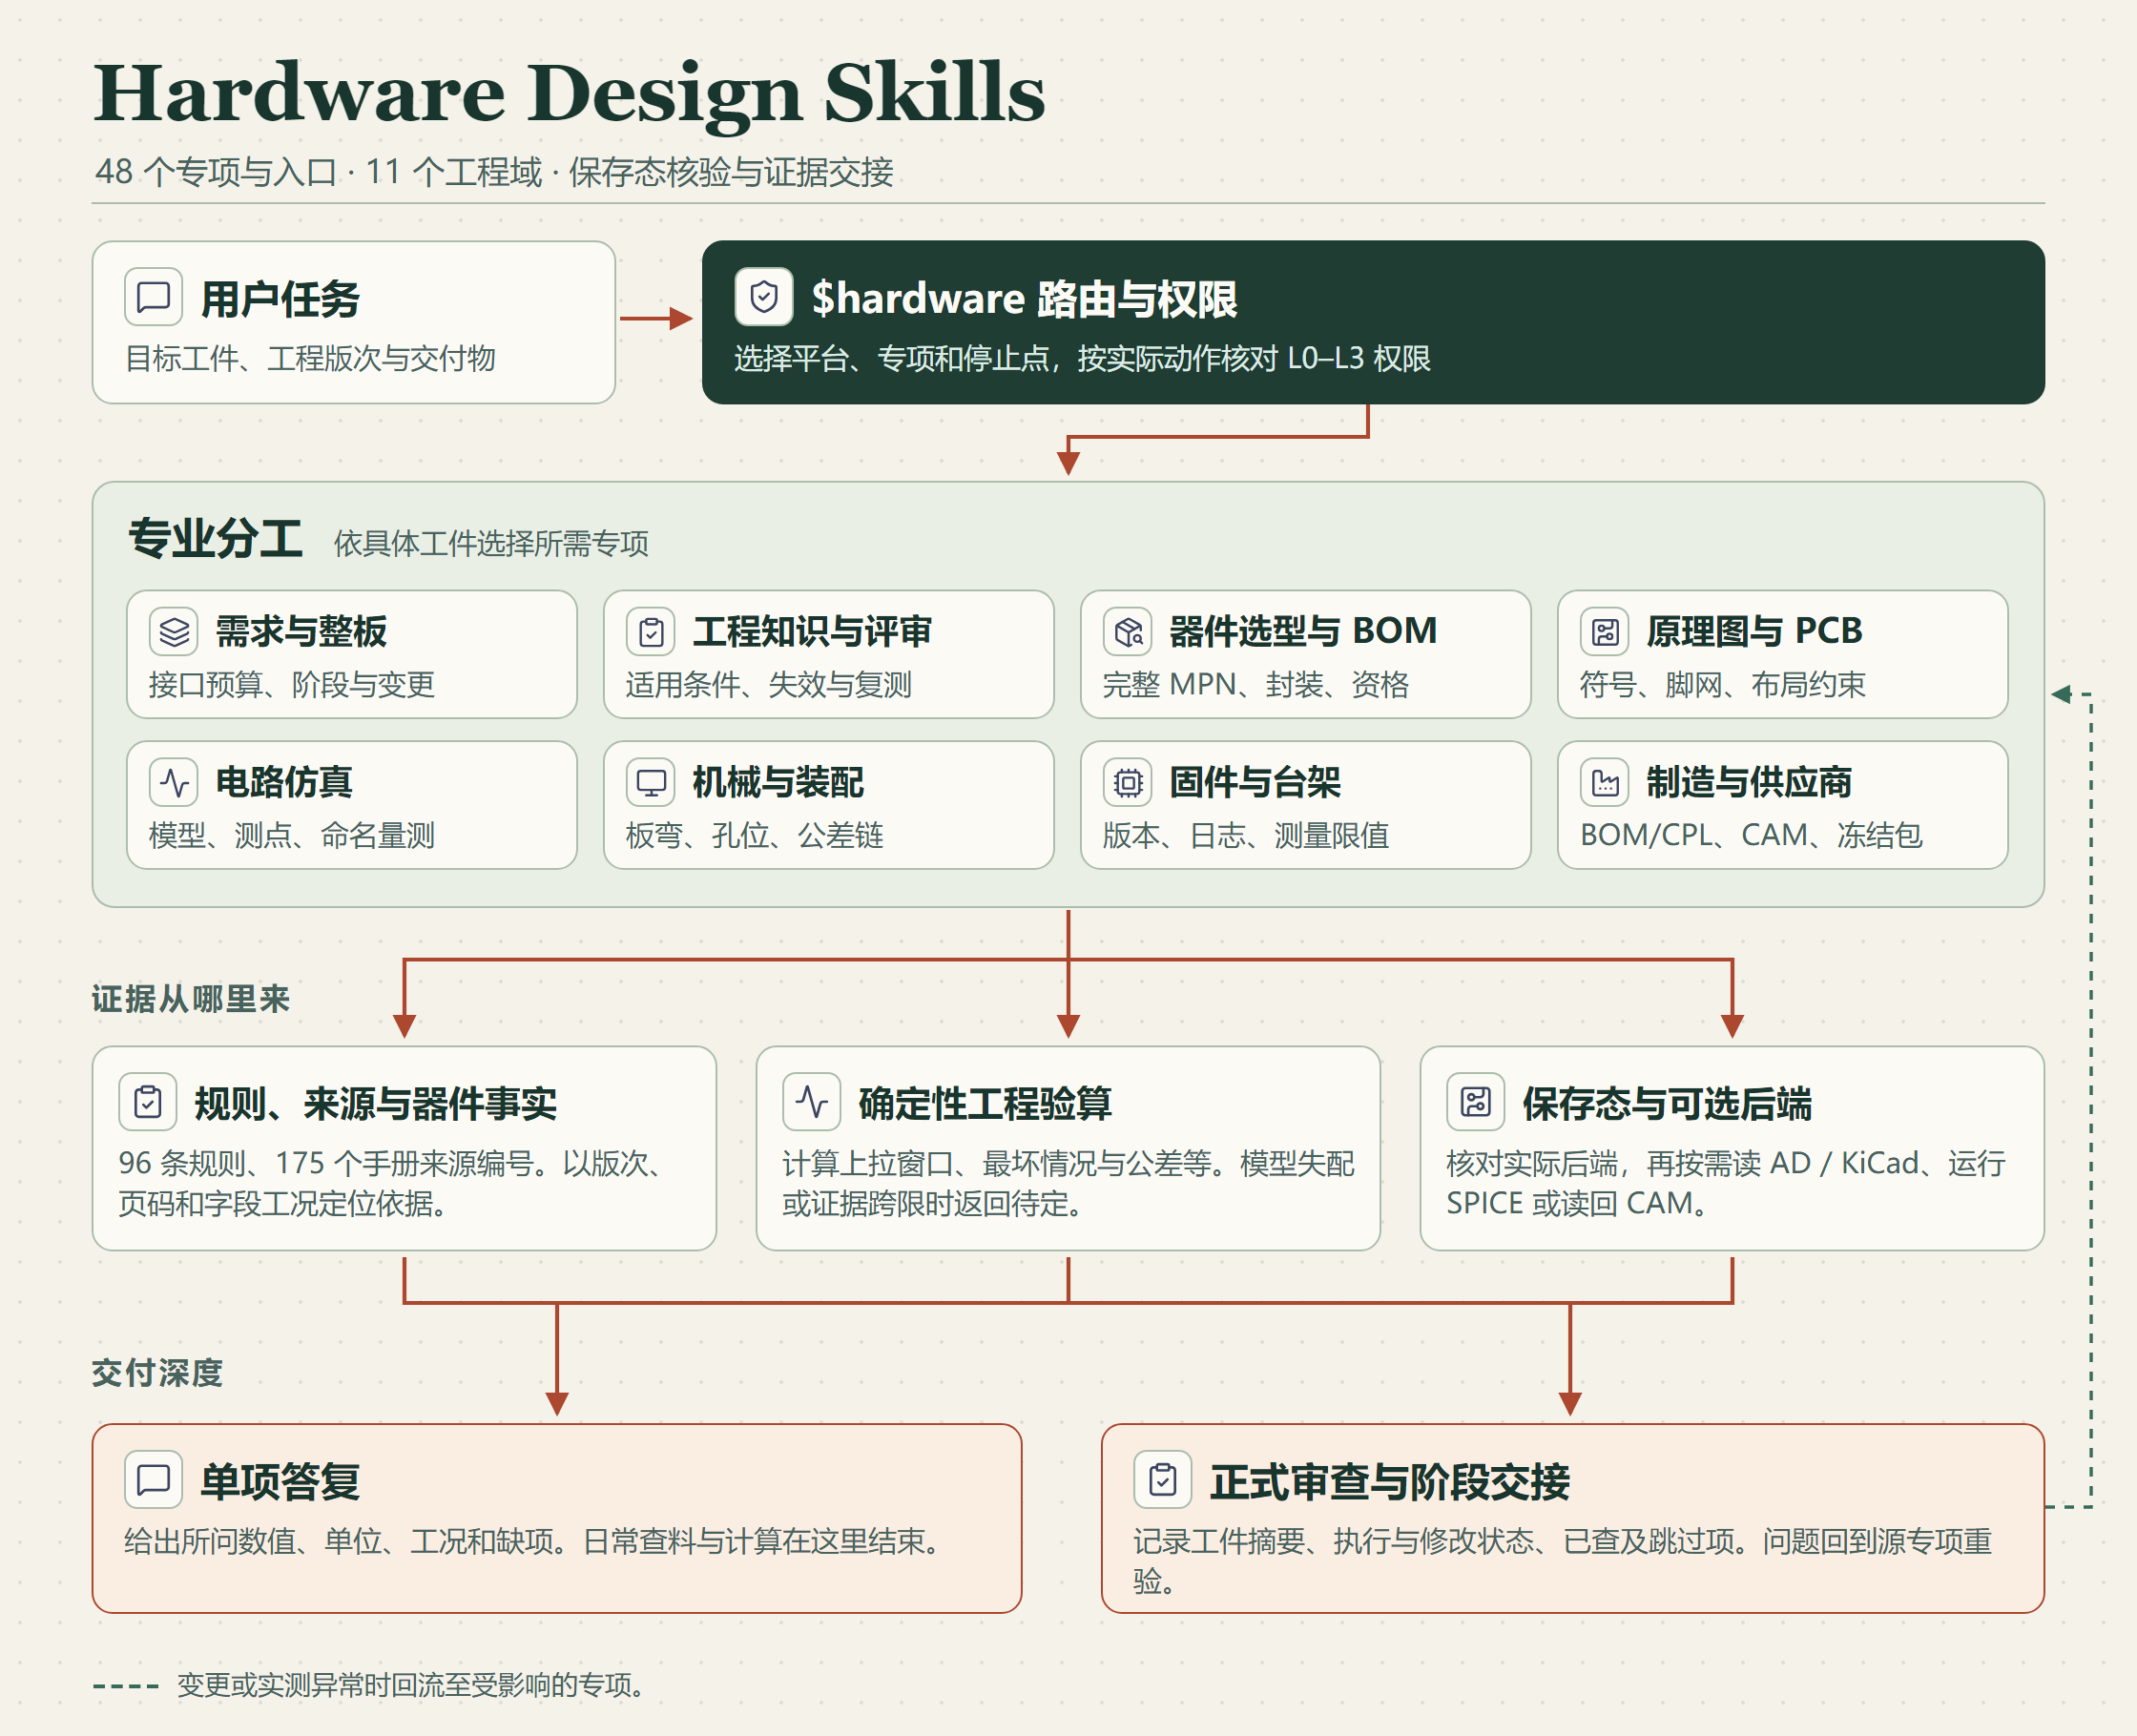 Hardware Design Skills
48 个专项与入口 · 11 个工程域 · 保存态核验与证据交接
用户任务
目标工件、工程版次与交付物
$hardware 路由与权限
选择平台、专项和停止点，按实际动作核对 L0–L3 权限
专业分工
依具体工件选择所需专项
需求与整板
接口预算、阶段与变更
工程知识与评审
适用条件、失效与复测
器件选型与 BOM
完整 MPN、封装、资格
原理图与 PCB
符号、脚网、布局约束
电路仿真
模型、测点、命名量测
机械与装配
板弯、孔位、公差链
固件与台架
版本、日志、测量限值
制造与供应商
BOM/CPL、CAM、冻结包
证据从哪里来
规则、来源与器件事实
96 条规则、175 个手册来源编号。以版次、
页码和字段工况定位依据。
确定性工程验算
计算上拉窗口、最坏情况与公差等。模型失配
或证据跨限时返回待定。
保存态与可选后端
核对实际后端，再按需读 AD / KiCad、运行
SPICE 或读回 CAM。
交付深度
单项答复
给出所问数值、单位、工况和缺项。日常查料与计算在这里结束。
正式审查与阶段交接
记录工件摘要、执行与修改状态、已查及跳过项。问题回到源专项重
验。
变更或实测异常时回流至受影响的专项。